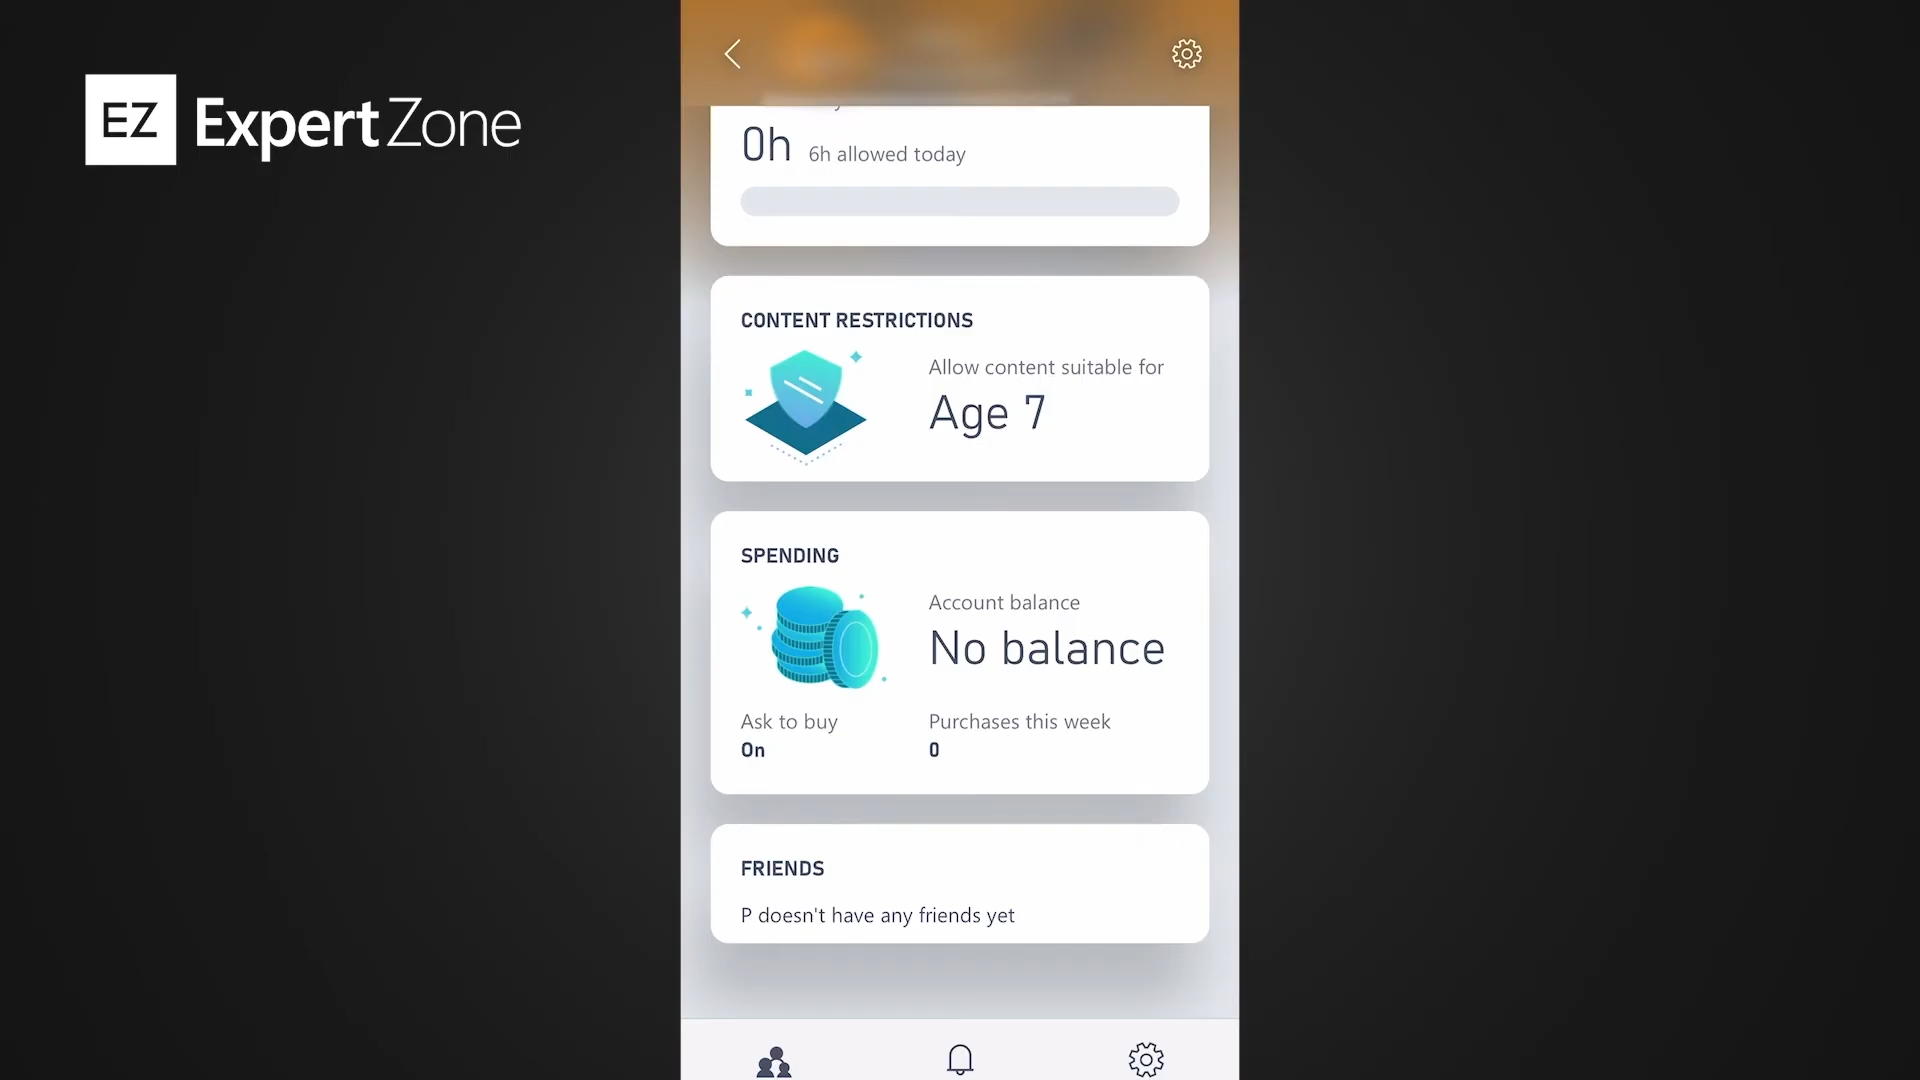 EZ Expert Zone
0h 6h allowed today
CONTENT RESTRICTIONS
Allow content suitable for
Age 7
SPENDING
Account balance
No balance
Ask to buy
On
Purchases this week
0
FRIENDS
P doesn't have any friends yet